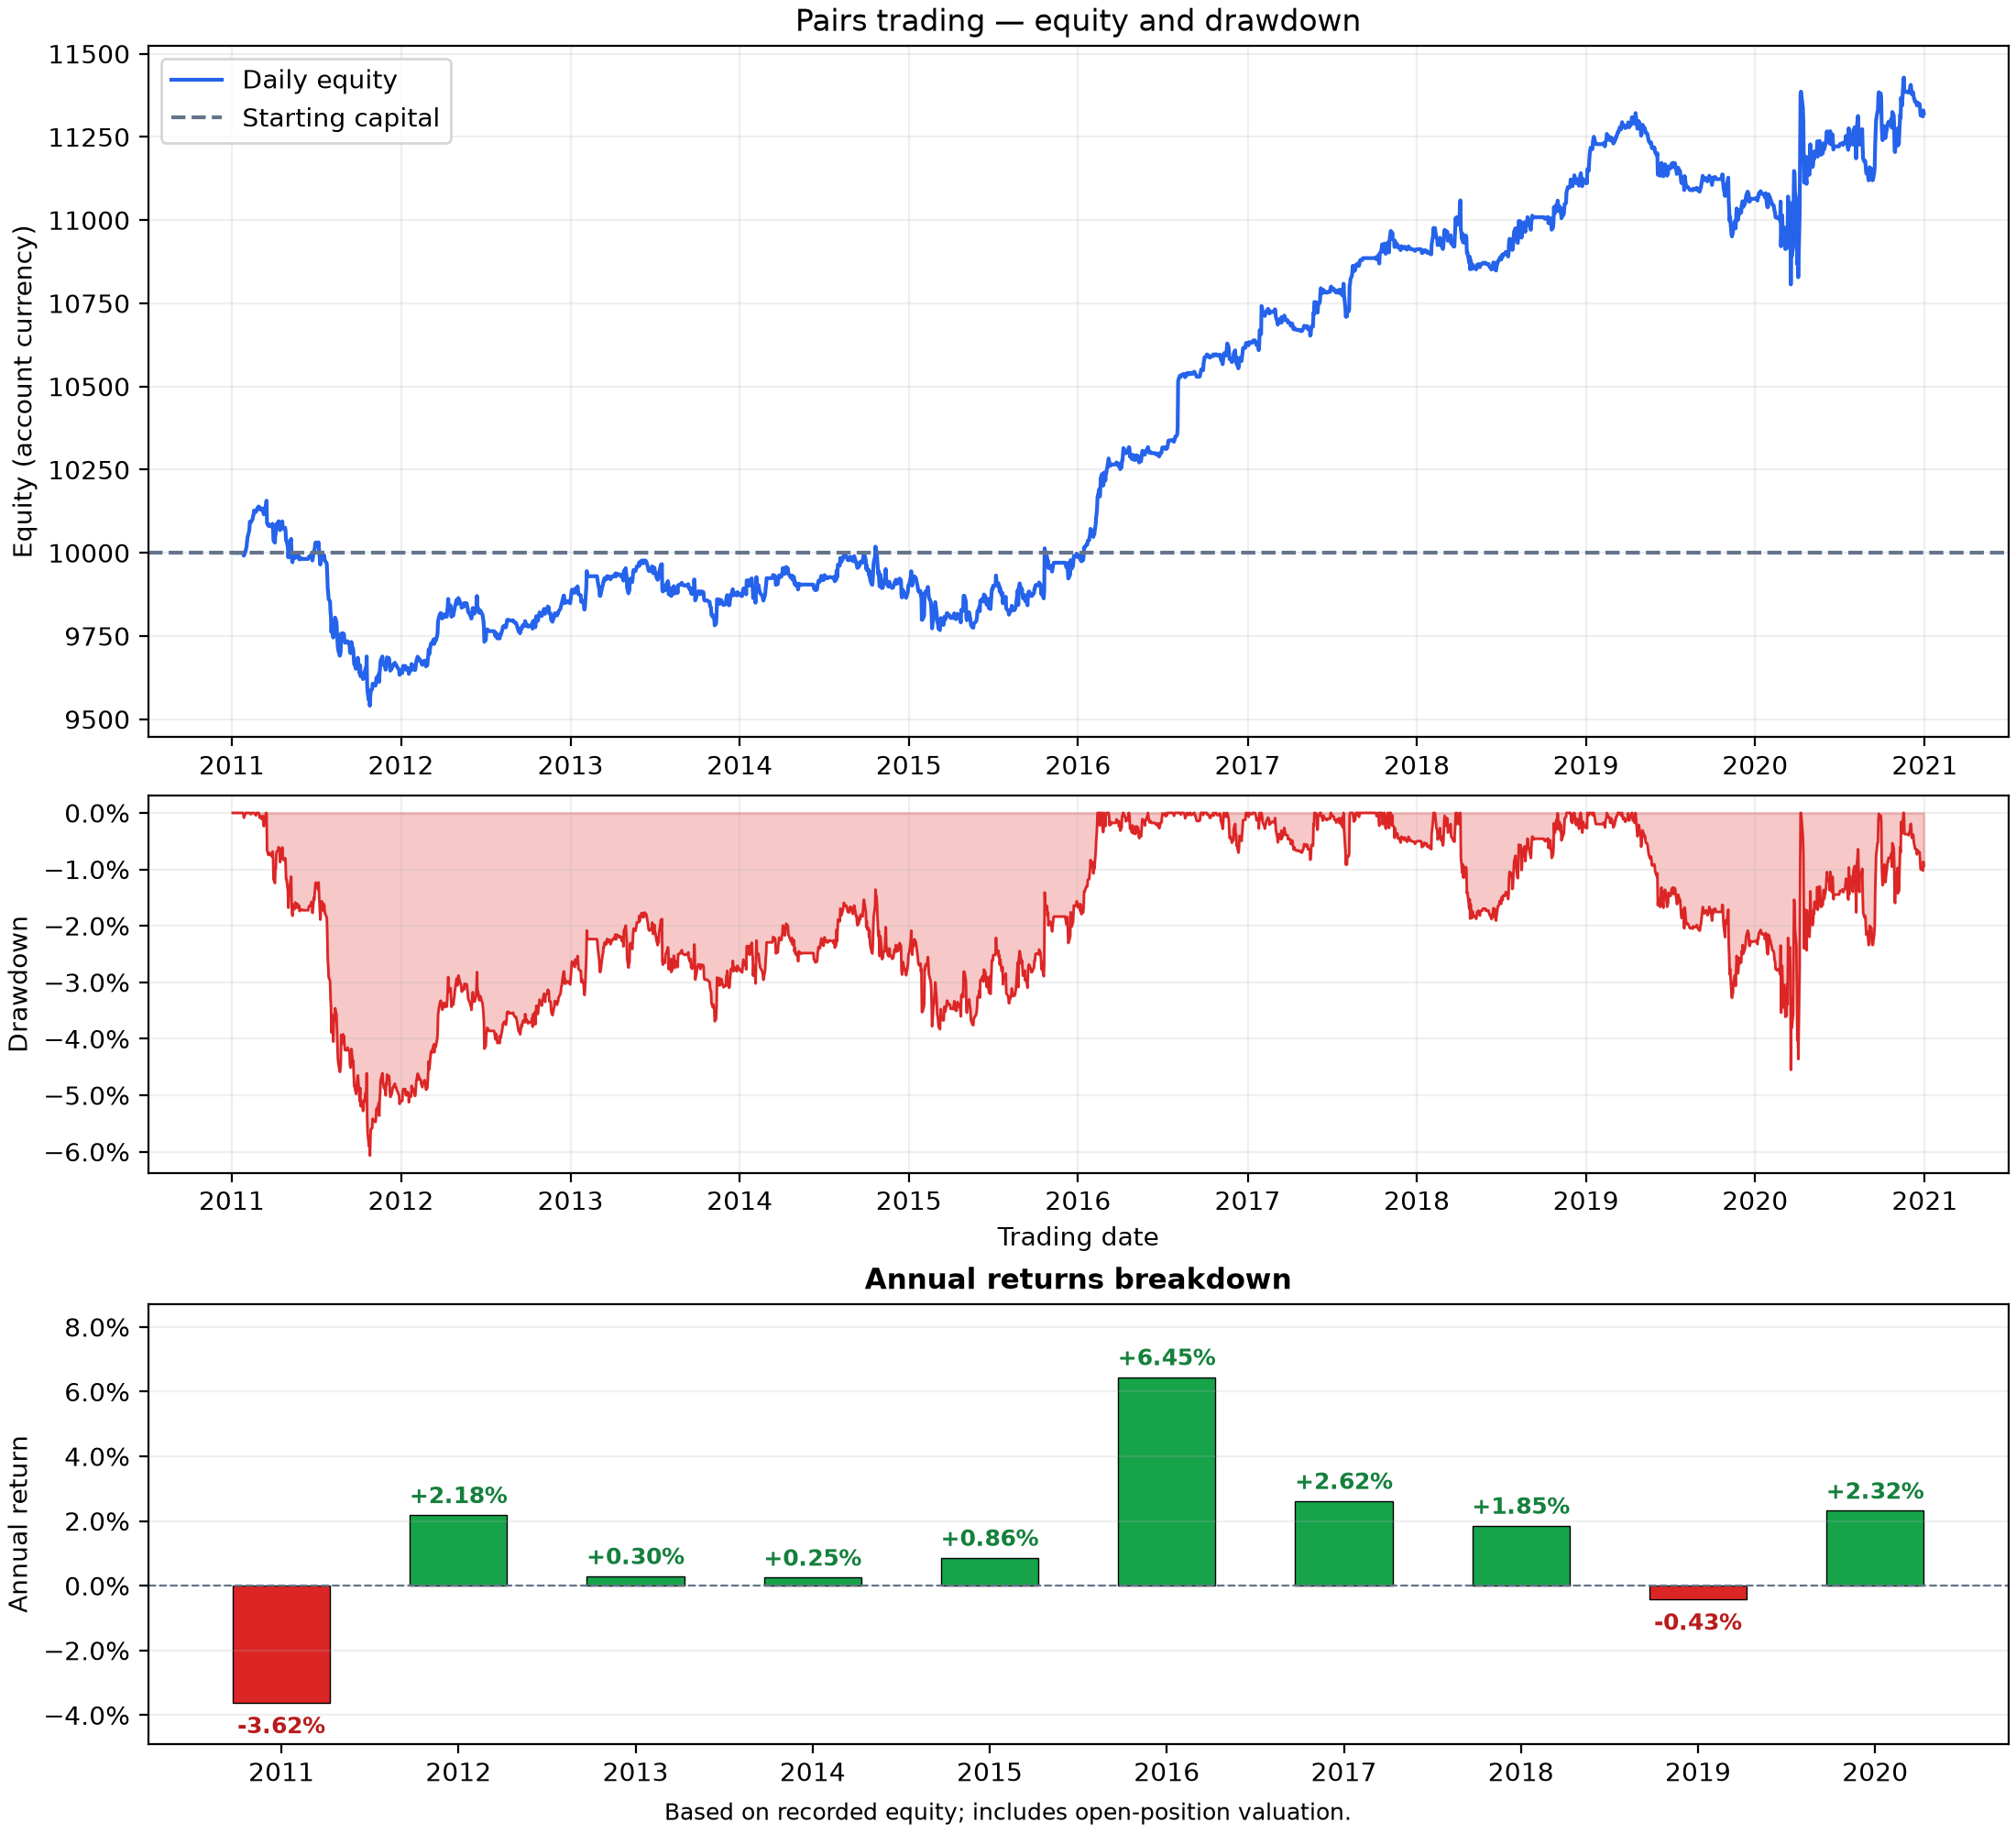 Pairs trading — equity and drawdown
Equity (account currency)
11500
11250
11000
10750
10500
10250
10000
9750
9500
Daily equity
Starting capital
2011 2012 2013 2014 2015 2016 2017 2018 2019 2020 2021
Drawdown
0.0%
−1.0%
−2.0%
−3.0%
−4.0%
−5.0%
−6.0%
2011 2012 2013 2014 2015 2016 2017 2018 2019 2020 2021
Trading date
Annual returns breakdown
Annual return
8.0%
6.0%
4.0%
2.0%
0.0%
−2.0%
−4.0%
-3.62%
+2.18%
+0.30%
+0.25%
+0.86%
+6.45%
+2.62%
+1.85%
-0.43%
+2.32%
2011 2012 2013 2014 2015 2016 2017 2018 2019 2020
Based on recorded equity; includes open-position valuation.